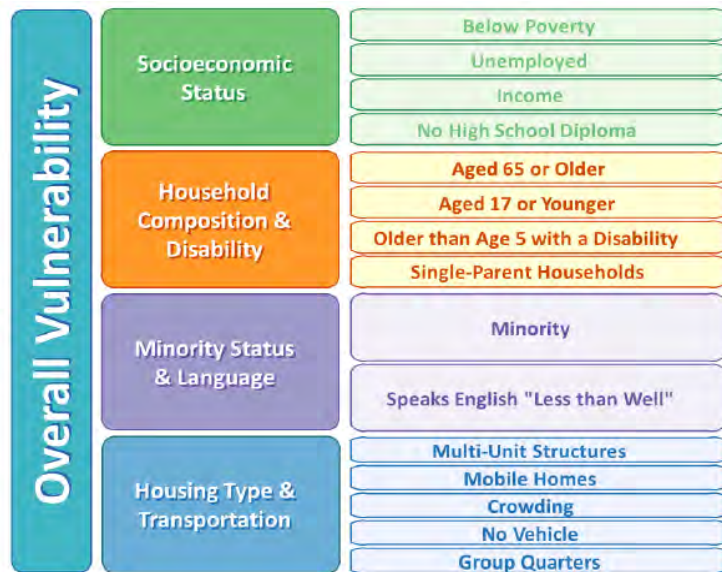 Overall Vulnerability
Socioeconomic
Status
Below Poverty
Unemployed
Income
No High School Diploma
Household
Composition &
Disability
Aged 65 or Older
Aged 17 or Younger
Older than Age 5 with a Disability
Single-Parent Households
Minority Status
& Language
Minority
Speaks English "Less than Well"
Housing Type &
Transportation
Multi-Unit Structures
Mobile Homes
Crowding
No Vehicle
Group Quarters